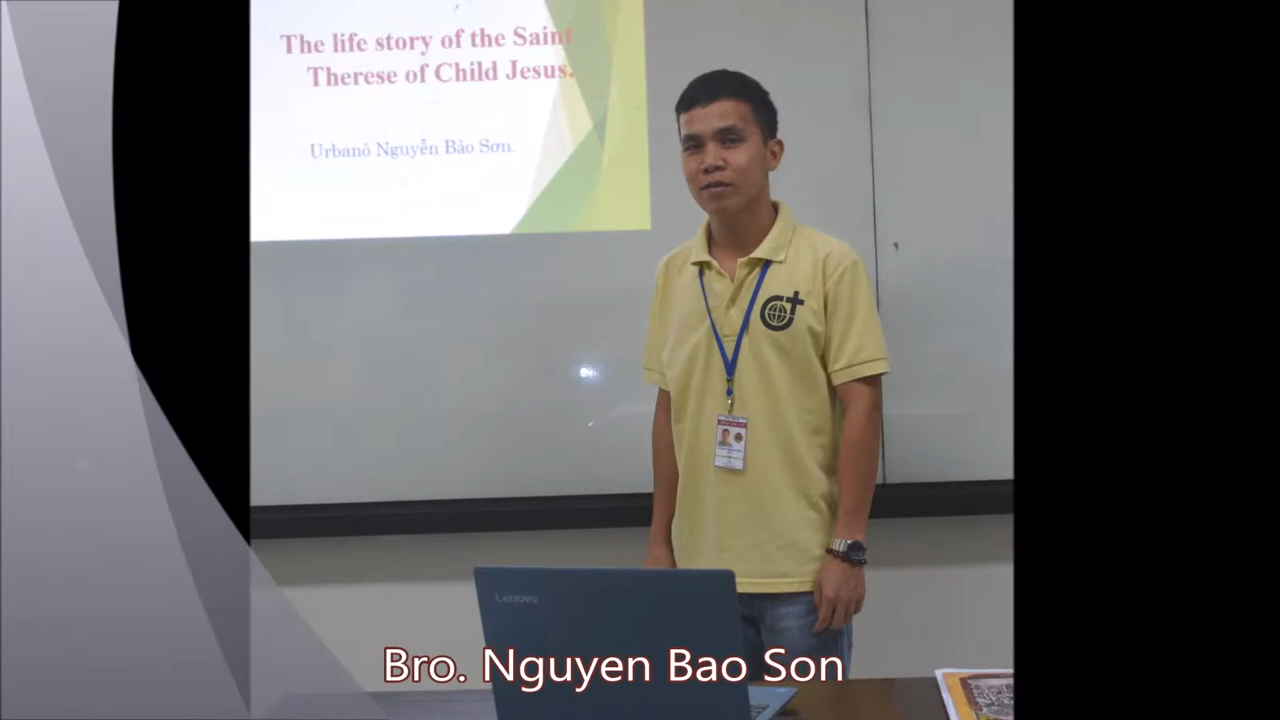 The life story of the Saint
Therese of Child Jesus.
Urbanô Nguyễn Bảo Sơn.
Lenovo
Bro. Nguyen Bao Son